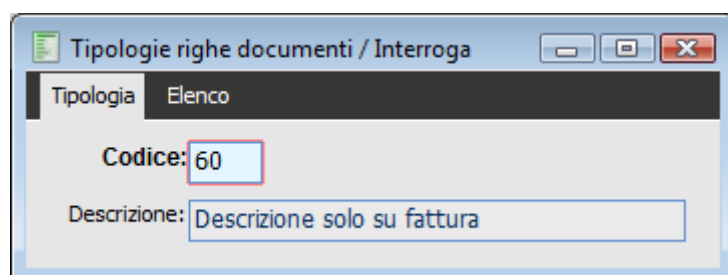 Tipologie righe documenti / Interroga
Tipologia Elenco
Codice: 60
Descrizione: Descrizione solo su fattura